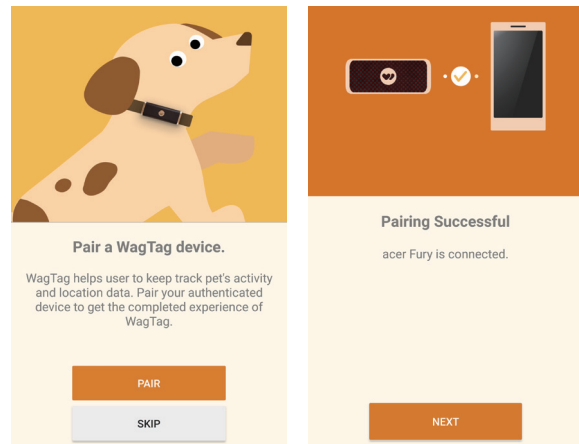 Pair a WagTag device.
WagTag helps user to keep track pet's activity
and location data. Pair your authenticated
device to get the completed experience of
WagTag.
PAIR
SKIP
Pairing Successful
acer Fury is connected.
NEXT